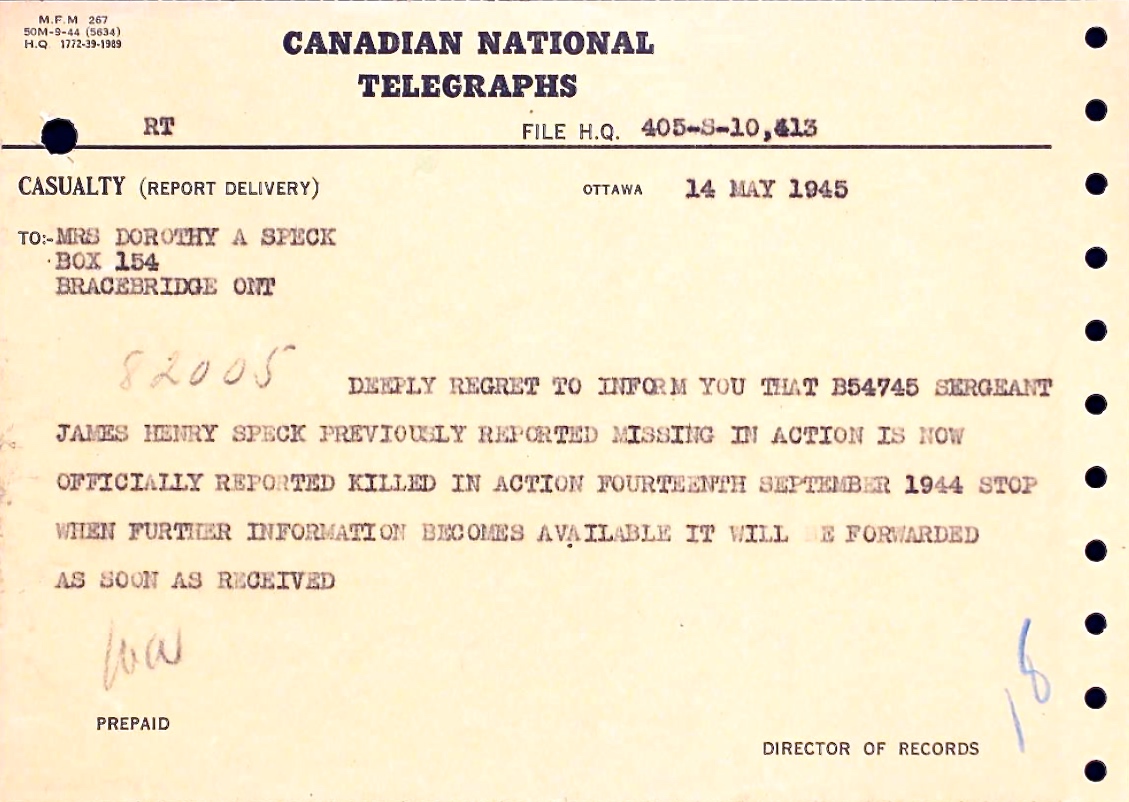 M.F.M 267
50M-9-44 (5634)
H.Q. 1772-39-1989
CANADIAN NATIONAL
TELEGRAPHS
RT FILE H.Q. 405-S-10,413
CASUALTY (REPORT DELIVERY) OTTAWA 14 MAY 1945
TO:- MRS DOROTHY A SPECK
BOX 154
BRACEBRIDGE ONT
82005
DEEPLY REGRET TO INFORM YOU THAT B54745 SERGEANT
JAMES HENRY SPECK PREVIOUSLY REPORTED MISSING IN ACTION IS NOW
OFFICIALLY REPORTED KILLED IN ACTION FOURTEENTH SEPTEMBER 1944 STOP
WHEN FURTHER INFORMATION BECOMES AVAILABLE IT WILL BE FORWARDED
AS SOON AS RECEIVED
PREPAID
DIRECTOR OF RECORDS
18